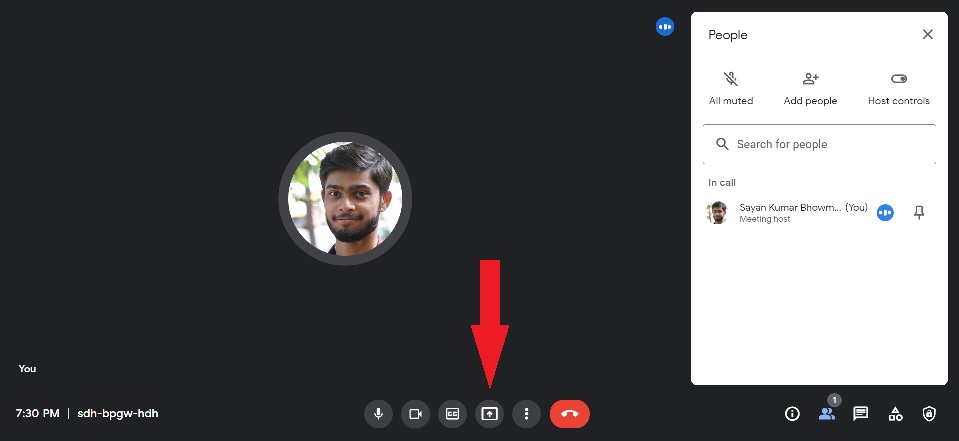 People
All muted
Add people
Host controls
Search for people
In call
Sayan Kumar Bhowm... (You)
Meeting host
You
7:30 PM | sdh-bpgw-hdh
CC
1